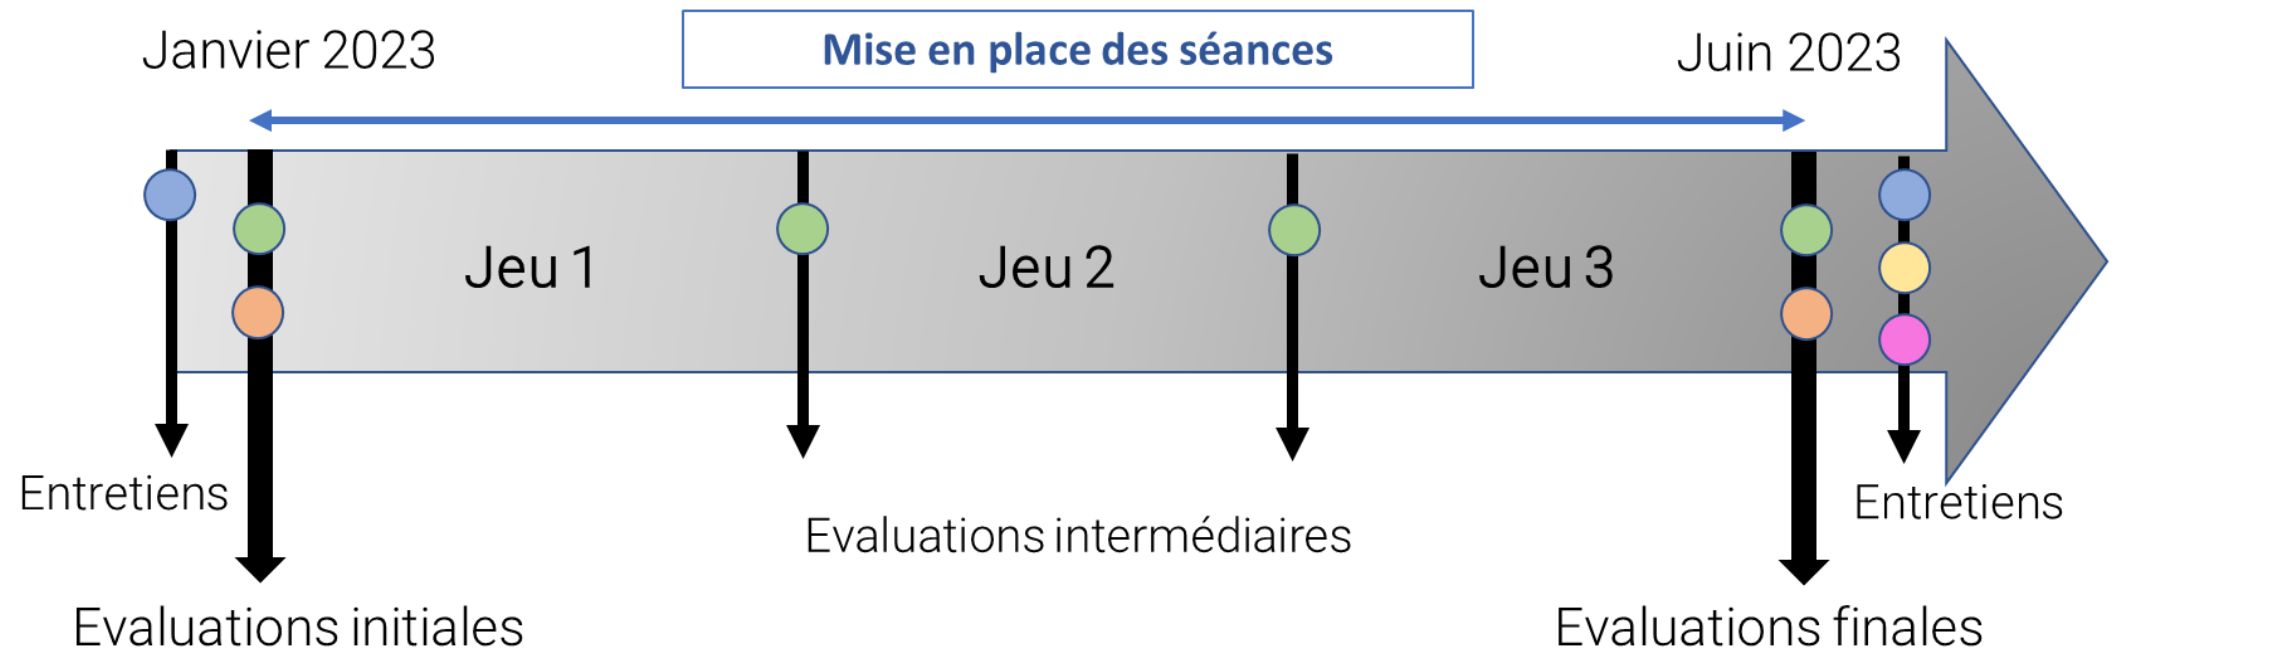 Janvier 2023
Mise en place des séances
Juin 2023
Jeu 1
Jeu 2
Jeu 3
Entretiens
Evaluations intermédiaires
Entretiens
Evaluations initiales
Evaluations finales